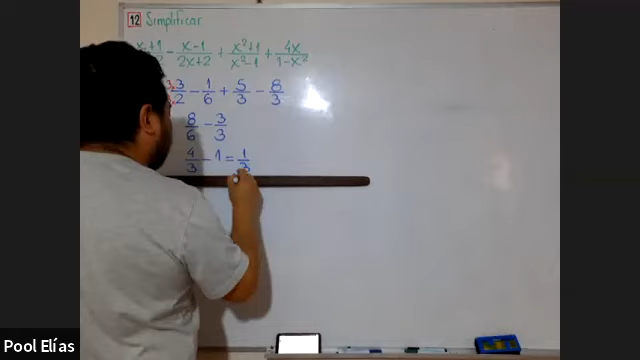 12 Simplificar
x+1/2 - x-1/2x+2 + x²+1/x²-1 + 4x/1-x²
3/2 - 1/6 + 5/3 - 8/3
8/6 - 3/3
4/3 - 1 = 1/3
Pool Elías